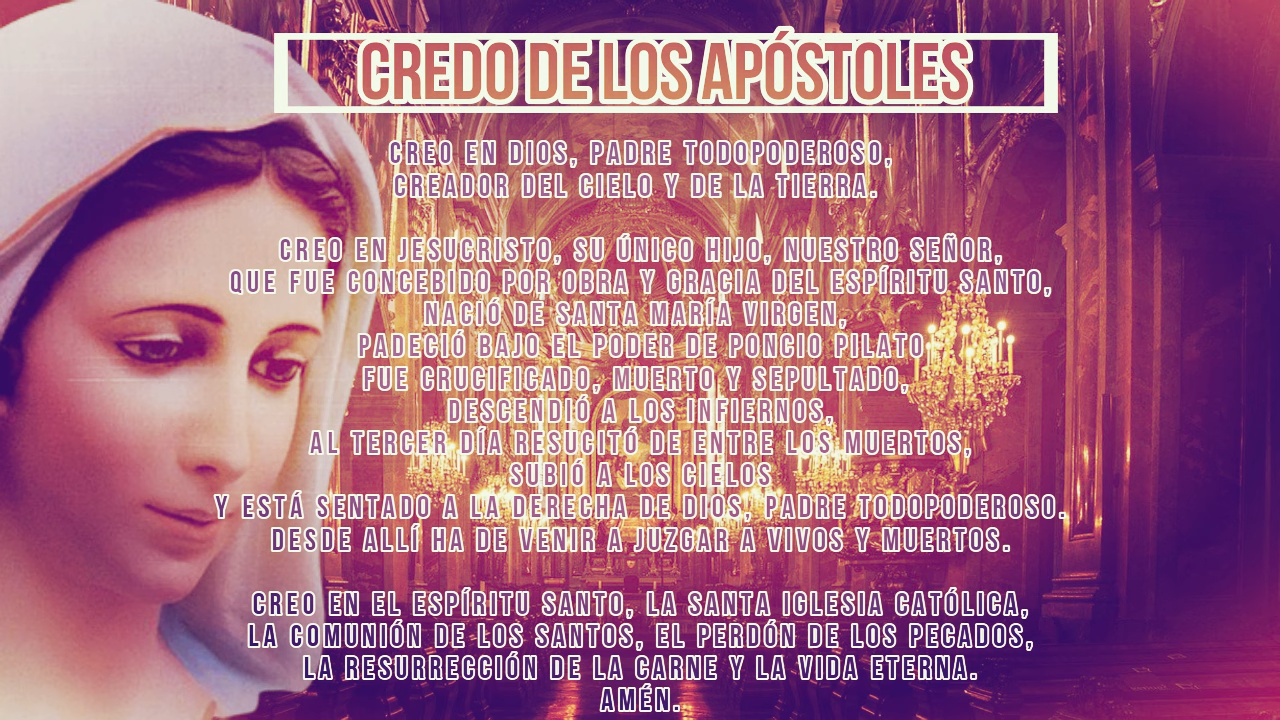 CREDO DE LOS APÓSTOLES
CREO EN DIOS, PADRE TODOPODEROSO,
CREADOR DEL CIELO Y DE LA TIERRA.
CREO EN JESUCRISTO, SU ÚNICO HIJO, NUESTRO SEÑOR,
QUE FUE CONCEBIDO POR OBRA Y GRACIA DEL ESPÍRITU SANTO,
NACIÓ DE SANTA MARÍA VIRGEN,
PADECIÓ BAJO EL PODER DE PONCIO PILATO
FUE CRUCIFICADO, MUERTO Y SEPULTADO,
DESCENDIÓ A LOS INFIERNOS,
AL TERCER DÍA RESUCITÓ DE ENTRE LOS MUERTOS,
SUBIÓ A LOS CIELOS
Y ESTÁ SENTADO A LA DERECHA DE DIOS, PADRE TODOPODEROSO.
DESDE ALLÍ HA DE VENIR A JUZGAR A VIVOS Y MUERTOS.
CREO EN EL ESPÍRITU SANTO, LA SANTA IGLESIA CATÓLICA,
LA COMUNIÓN DE LOS SANTOS, EL PERDÓN DE LOS PECADOS,
LA RESURRECCIÓN DE LA CARNE Y LA VIDA ETERNA.
AMÉN.